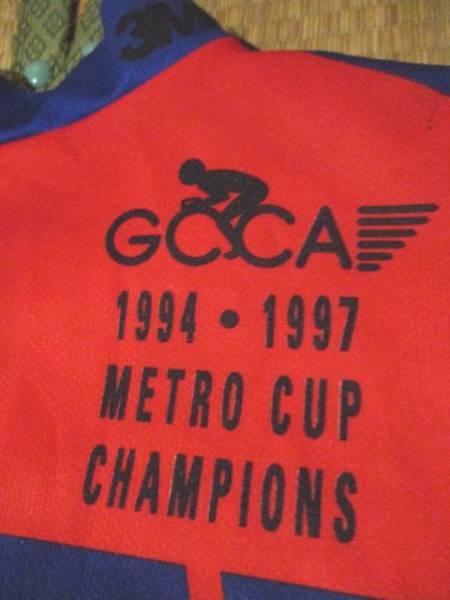 3M
GCCA
1994 • 1997
METRO CUP
CHAMPIONS